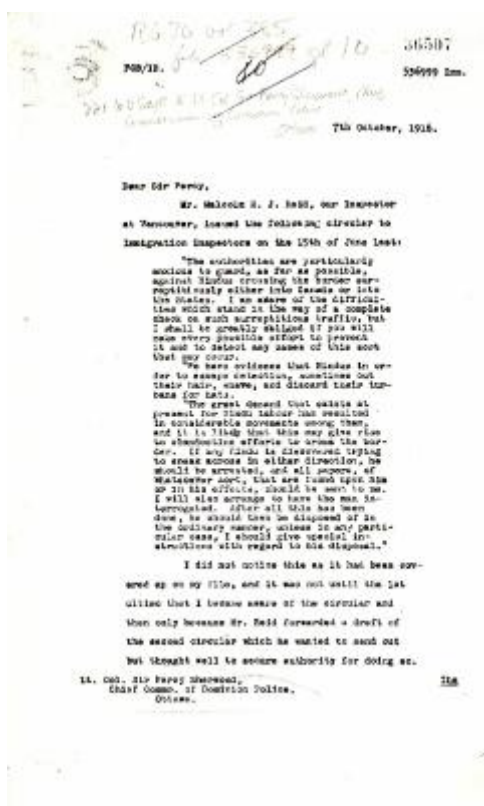 RG 76 vol 385
36507
536999 Imm.
7th October, 1916.
Dear Sir Percy,
Mr. Malcolm R. J. Reid, our Inspector
at Vancouver, issued the following circular to
immigration inspectors on the 15th of June last:
"The authorities are particularly
anxious to guard, as far as possible,
against Hindus crossing the border sur-
reptitiously either into Canada or into
the States. I am aware of the difficul-
ties which stand in the way of a complete
check on such surreptitious traffic, but
I shall be greatly obliged if you will
make every possible effort to prevent
it and to detect any cases of this sort
that may occur.
"We have evidence that Hindus in or-
der to escape detection, sometimes cut
their hair, shave, and discard their tur-
bans for hats.
"The great demand that exists at
present for Hindu labour has resulted
in considerable movements among them,
and it is likely that this may give rise
to clandestine efforts to cross the bor-
der. If any Hindu is discovered trying
to sneak across in either direction, he
should be arrested, and all papers, of
whatsoever sort, that are found upon him
or in his effects, should be sent to me.
I will also arrange to have the man in-
terrogated. After all this has been
done, he should then be disposed of in
the ordinary manner, unless in any parti-
cular case, I should give special in-
structions with regard to his disposal."
I did not notice this as it had been cov-
ered up on my file, and it was not until the 1st
ultimo that I became aware of the circular and
then only because Mr. Reid forwarded a draft of
the second circular which he wanted to send out
but thought well to secure authority for doing so.
Lt. Col. Sir Percy Sherwood,
Chief Commr. of Dominion Police,
Ottawa.